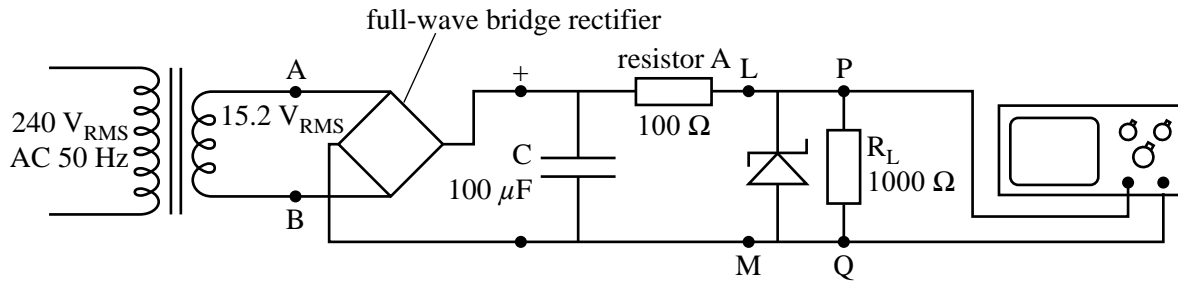 full-wave bridge rectifier
240 V_RMS
AC 50 Hz
A
15.2 V_RMS
B
+
C
100 μF
resistor A
100 Ω
L
M
P
R_L
1000 Ω
Q